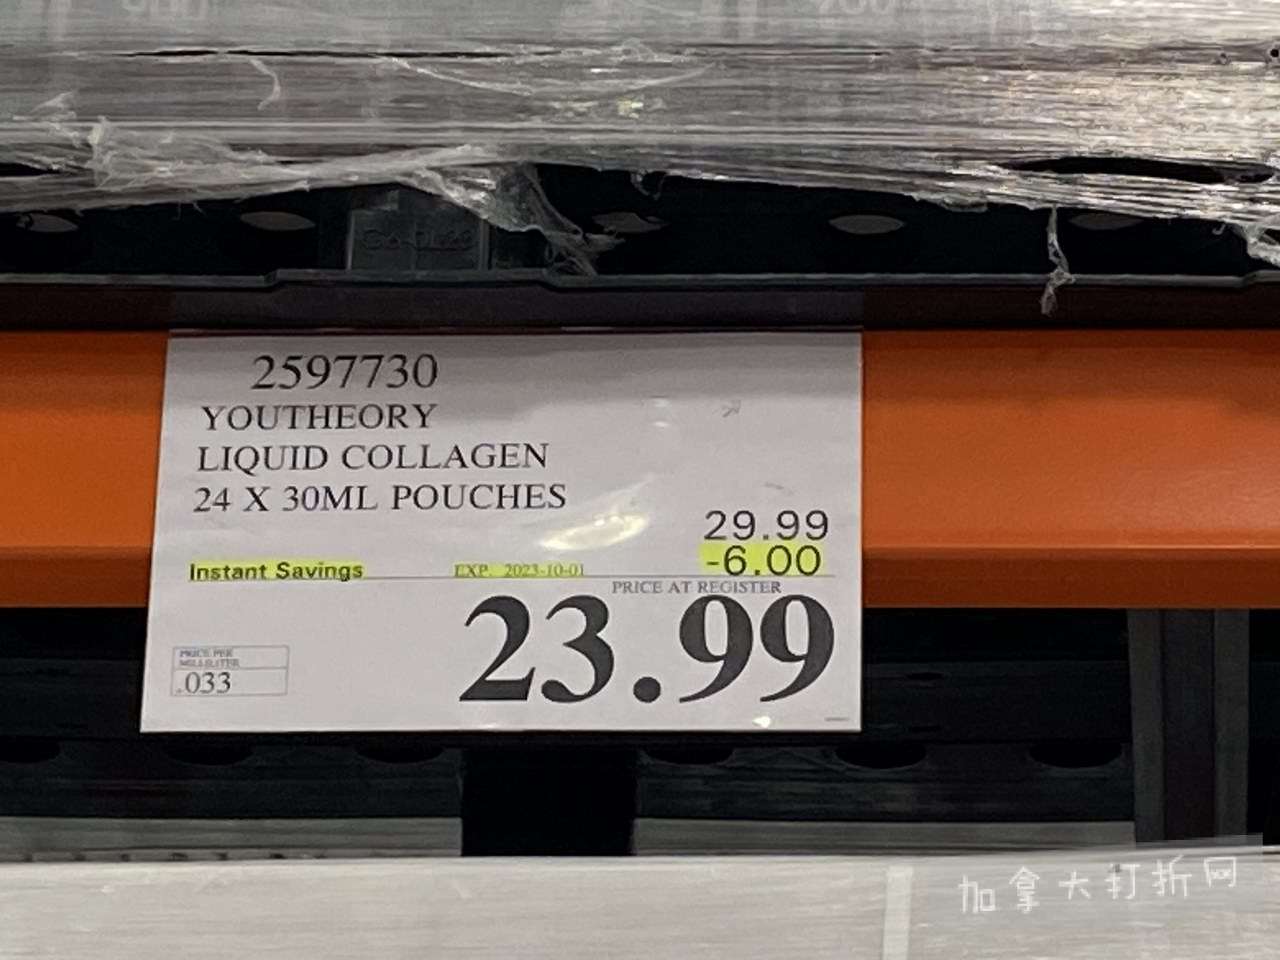 2597730
YOUTHEORY
LIQUID COLLAGEN
24 X 30ML POUCHES
29.99
Instant Savings EXP. 2023-10-01 -6.00
PRICE AT REGISTER
23.99
PRICE PER
MILLILITER
.033
加拿大打折网